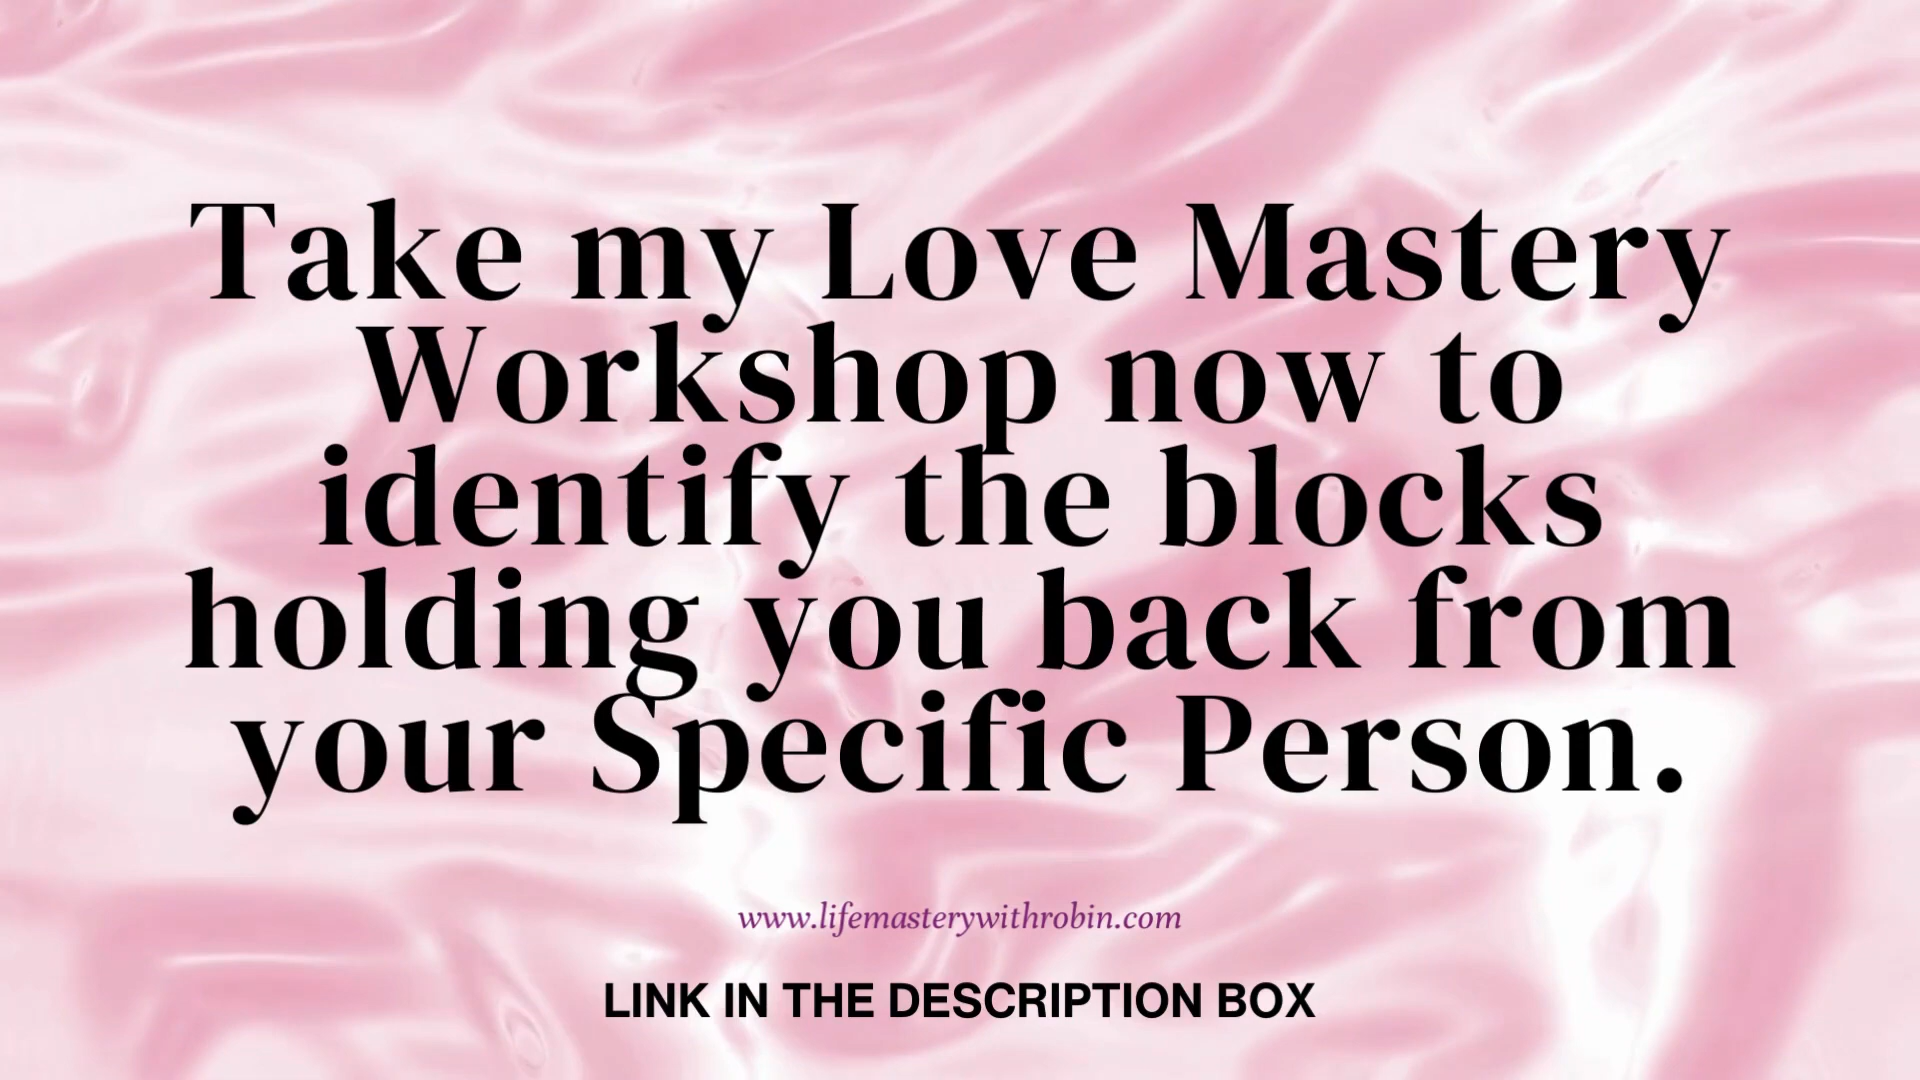 Take my Love Mastery
Workshop now to
identify the blocks
holding you back from
your Specific Person.
www.lifemasterywithrobin.com
LINK IN THE DESCRIPTION BOX